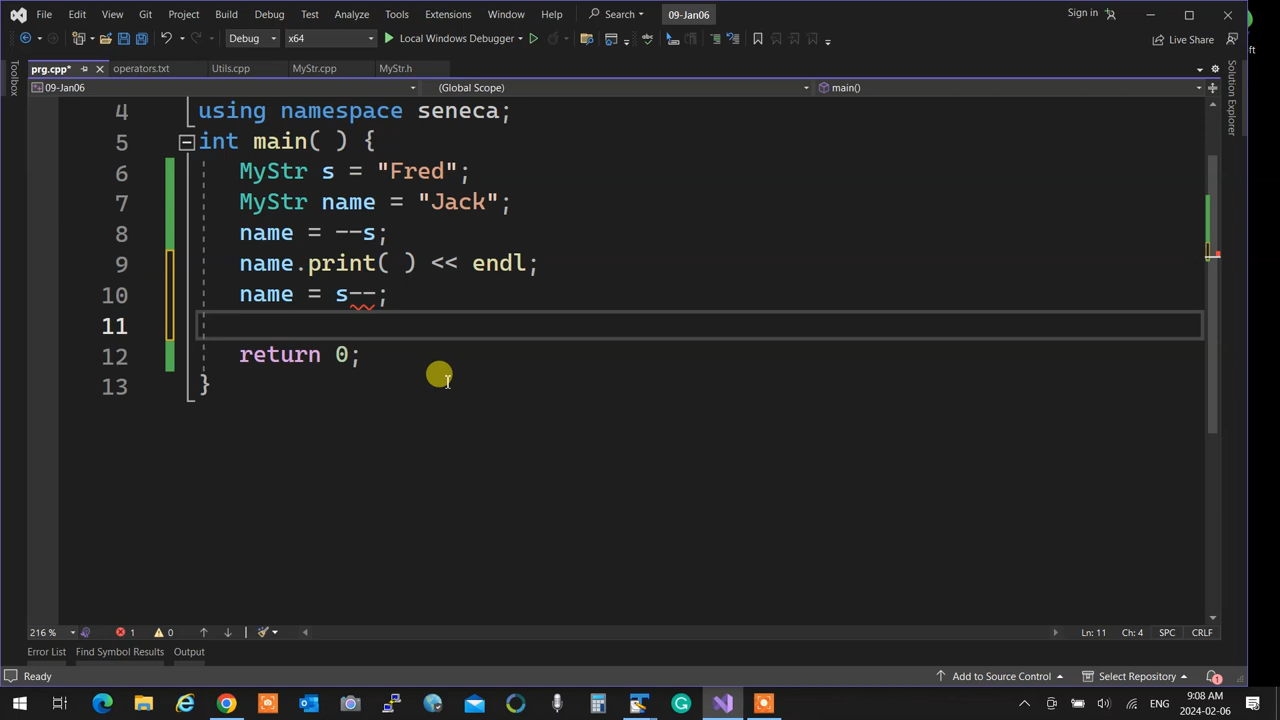 File Edit View Git Project Build Debug Test Analyze Tools Extensions Window Help Search 09-Jan06 Sign in
Debug x64 Local Windows Debugger Live Share
prg.cpp* operators.txt Utils.cpp MyStr.cpp MyStr.h
09-Jan06 (Global Scope) main()
Toolbox
Solution Explorer
4 using namespace seneca;
5 int main( ) {
6 MyStr s = "Fred";
7 MyStr name = "Jack";
8 name = --s;
9 name.print( ) << endl;
10 name = s--;
11
12 return 0;
13 }
216 % 1 0 Ln: 11 Ch: 4 SPC CRLF
Error List Find Symbol Results Output
Ready Add to Source Control Select Repository 1
ENG 9:08 AM
2024-02-06